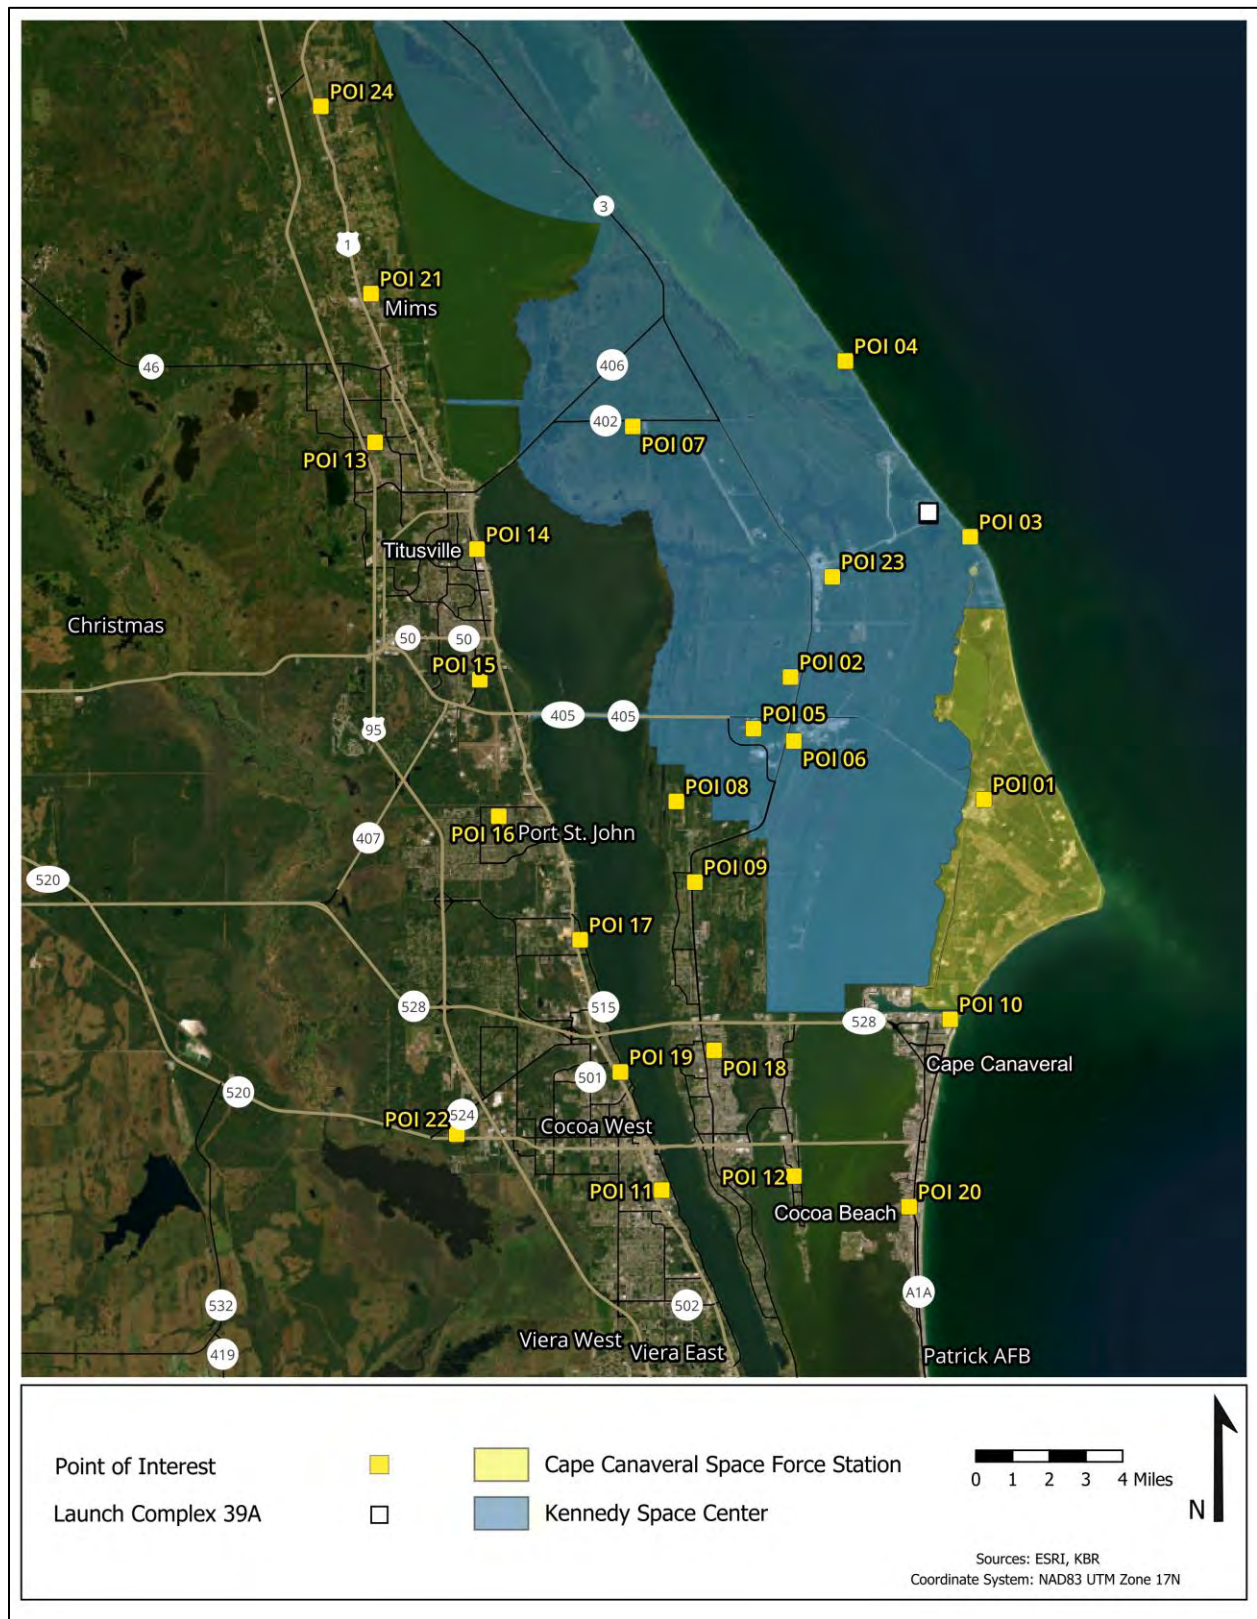 POI 24
3
1
POI 21
Mims
POI 04
46
406
402
POI 07
POI 13
POI 03
POI 14
Titusville
POI 23
Christmas
50
50
POI 15
POI 02
405
405
POI 05
95
POI 06
POI 08
POI 01
POI 16
Port St. John
407
520
POI 09
POI 17
528
515
POI 10
528
POI 18
POI 19
Cape Canaveral
501
520
524
POI 22
Cocoa West
POI 12
POI 11
POI 20
Cocoa Beach
A1A
532
502
Viera West
419
Viera East
Patrick AFB
Point of Interest
Cape Canaveral Space Force Station
Launch Complex 39A
Kennedy Space Center
0 1 2 3 4 Miles
N
Sources: ESRI, KBR
Coordinate System: NAD83 UTM Zone 17N